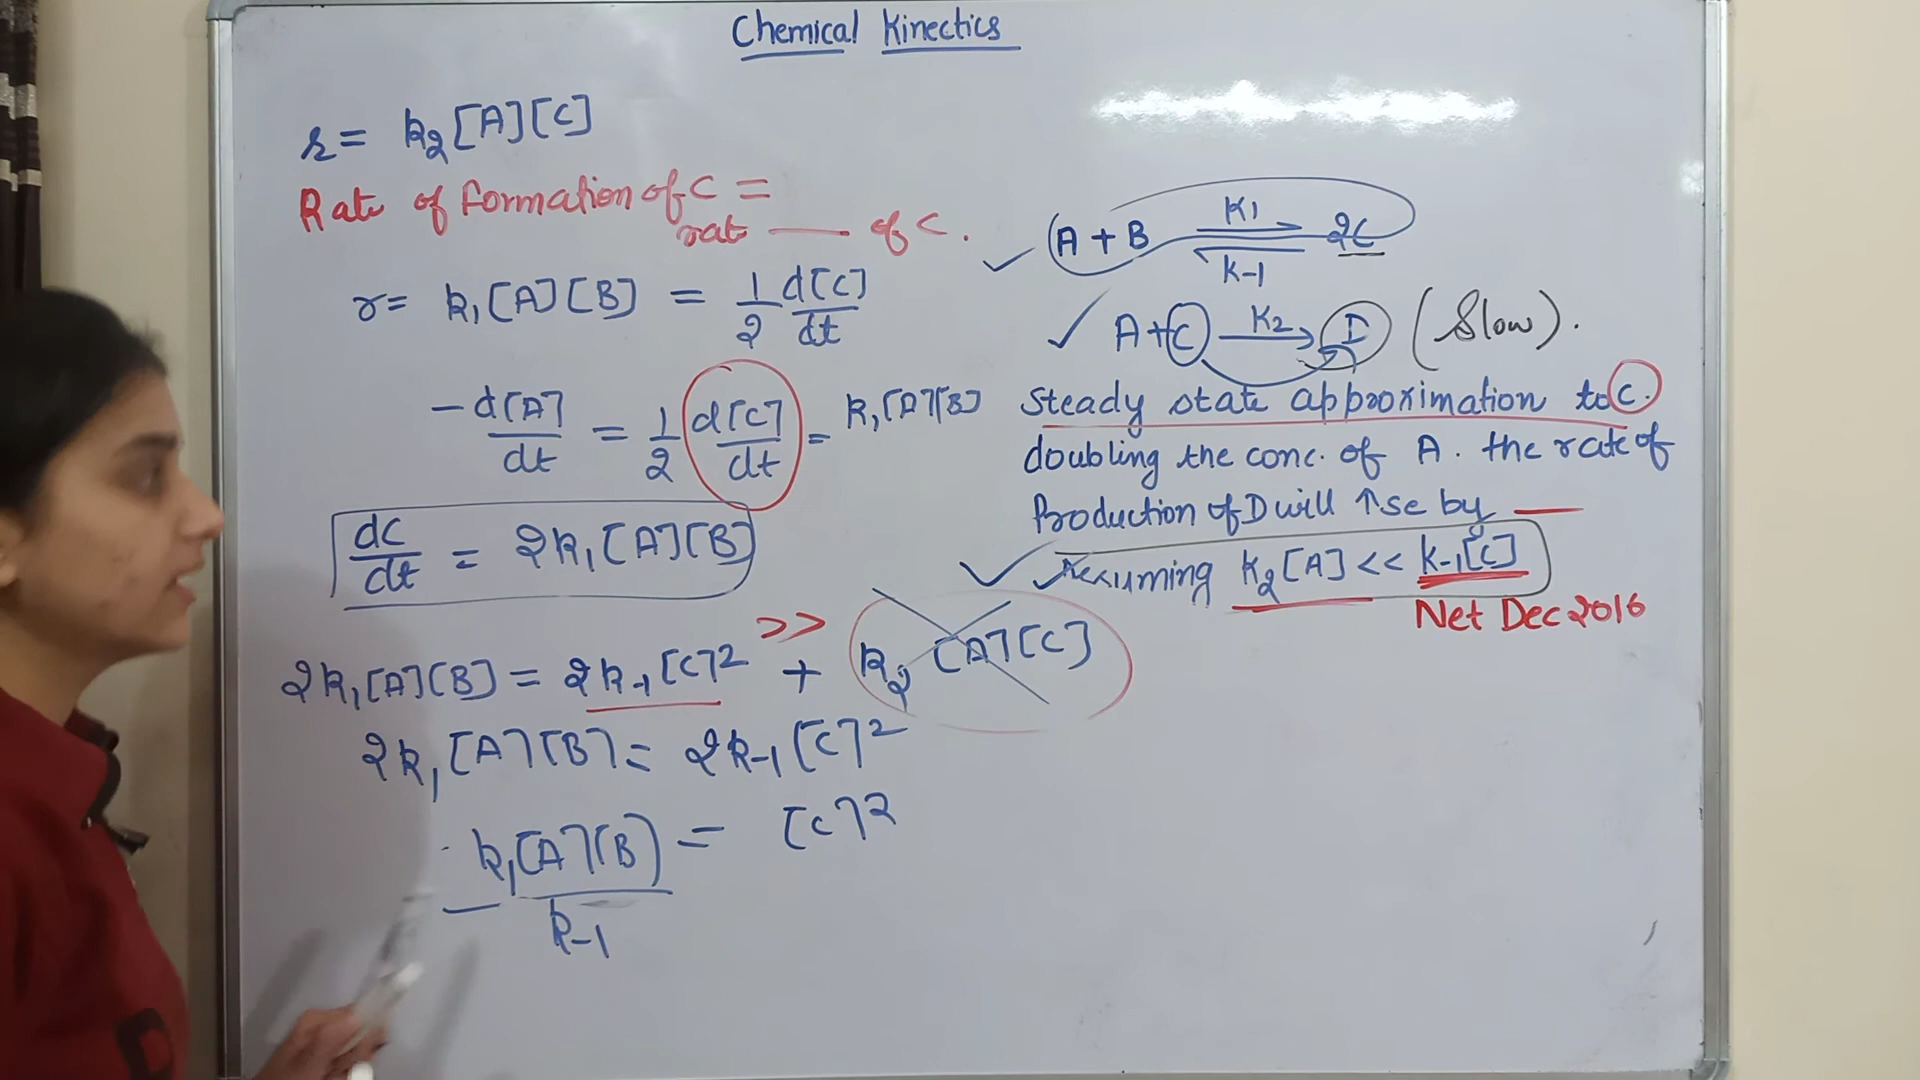 Chemical Kinectics
r = k₂[A][C]
Rate of formation of C =
rate ___ of C.
r = k₁[A][B] = 1/2 d[C]/dt
-d[A]/dt = 1/2 d[C]/dt = k₁[A][B]
dC/dt = 2k₁[A][B]
2k₁[A][B] = 2k₋₁[C]² >> + k₂[A][C]
2k₁[A][B] = 2k₋₁[C]²
k₁[A][B]/k₋₁ = [C]²
A + B ⇌ 2C
K1
K-1
A + C ⟶ D (Slow).
K2
Steady state approximation to C.
doubling the conc. of A. the rate of
Production of D will ↑se by ___
Assuming K₂[A] << K₋₁[C]
Net Dec 2016